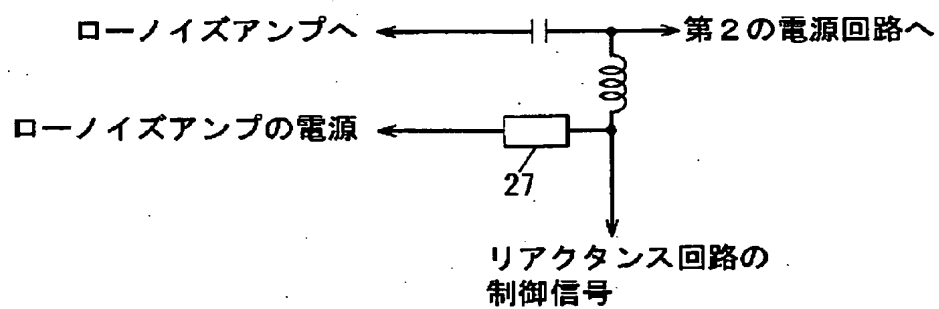 ローノイズアンプへ
第２の電源回路へ
ローノイズアンプの電源
27
リアクタンス回路の
制御信号